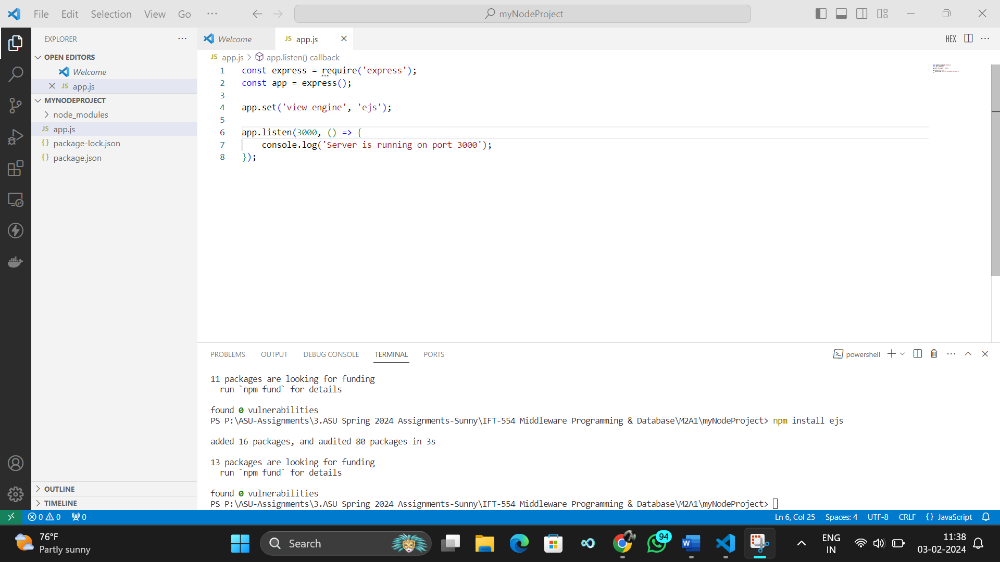 File Edit Selection View Go ··· myNodeProject
EXPLORER ···
OPEN EDITORS
Welcome
JS app.js
MYNODEPROJECT
node_modules
JS app.js
{} package-lock.json
{} package.json
OUTLINE
TIMELINE
Welcome JS app.js HEX ···
JS app.js > app.listen() callback
1 const express = require('express');
2 const app = express();
3
4 app.set('view engine', 'ejs');
5
6 app.listen(3000, () => {
7 console.log('Server is running on port 3000');
8 });
PROBLEMS OUTPUT DEBUG CONSOLE TERMINAL PORTS powershell ···
11 packages are looking for funding
run `npm fund` for details
found 0 vulnerabilities
PS P:\ASU-Assignments\3.ASU Spring 2024 Assignments-Sunny\IFT-554 Middleware Programming & Database\M2A1\myNodeProject> npm install ejs
added 16 packages, and audited 80 packages in 3s
13 packages are looking for funding
run `npm fund` for details
found 0 vulnerabilities
PS P:\ASU-Assignments\3.ASU Spring 2024 Assignments-Sunny\IFT-554 Middleware Programming & Database\M2A1\myNodeProject>
0 0 0 Ln 6, Col 25 Spaces: 4 UTF-8 CRLF {} JavaScript
76°F
Partly sunny
Search
94
W
ENG
IN
11:38
03-02-2024